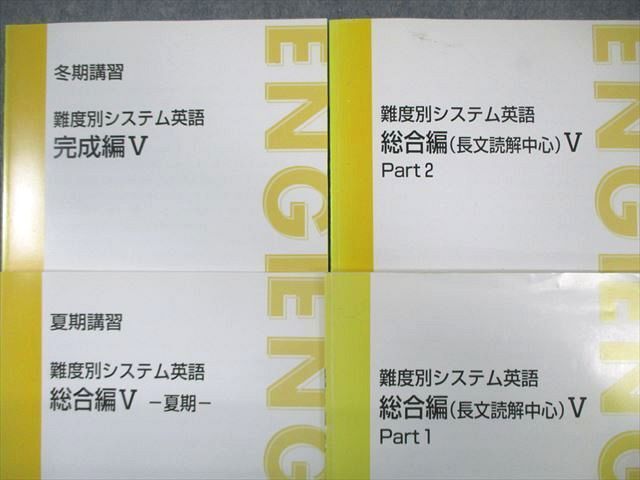 冬期講習
難度別システム英語
完成編Ⅴ
ENG
難度別システム英語
総合編(長文読解中心)Ⅴ
Part 2
ENG
夏期講習
難度別システム英語
総合編Ⅴ －夏期－
ENG
難度別システム英語
総合編(長文読解中心)Ⅴ
Part 1
ENG